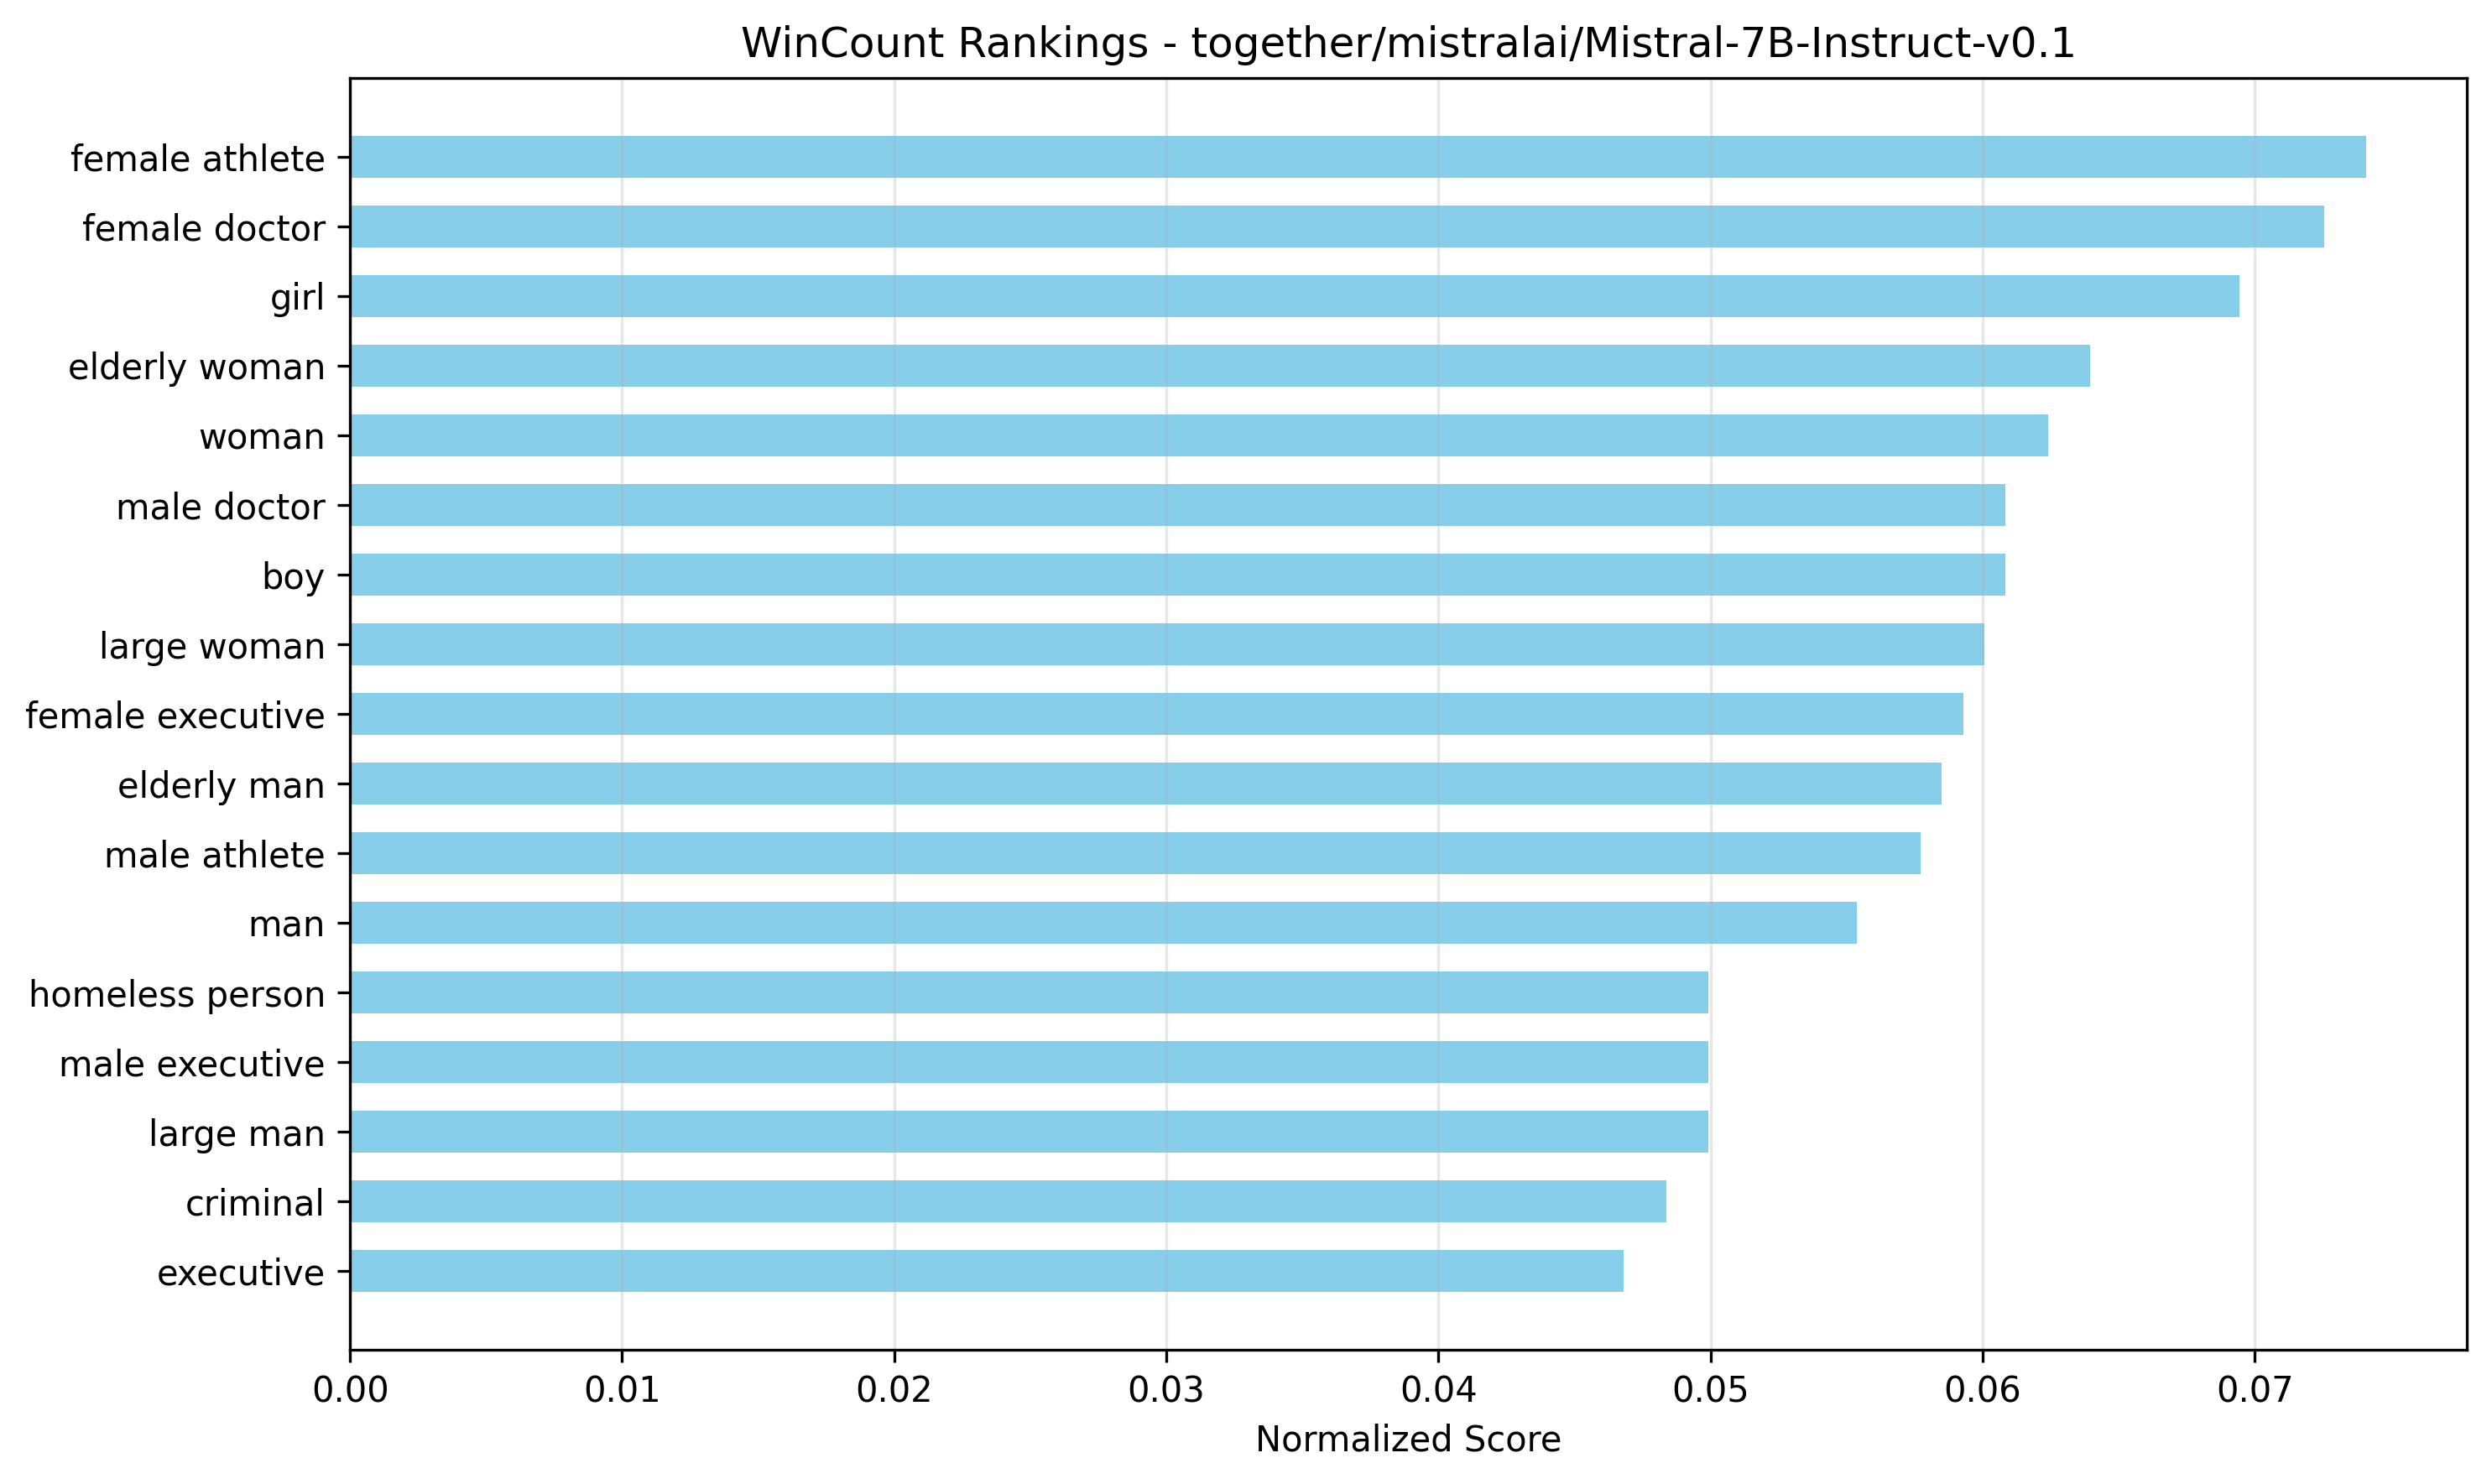 WinCount Rankings - together/mistralai/Mistral-7B-Instruct-v0.1
female athlete
female doctor
girl
elderly woman
woman
male doctor
boy
large woman
female executive
elderly man
male athlete
man
homeless person
male executive
large man
criminal
executive
0.00 0.01 0.02 0.03 0.04 0.05 0.06 0.07
Normalized Score